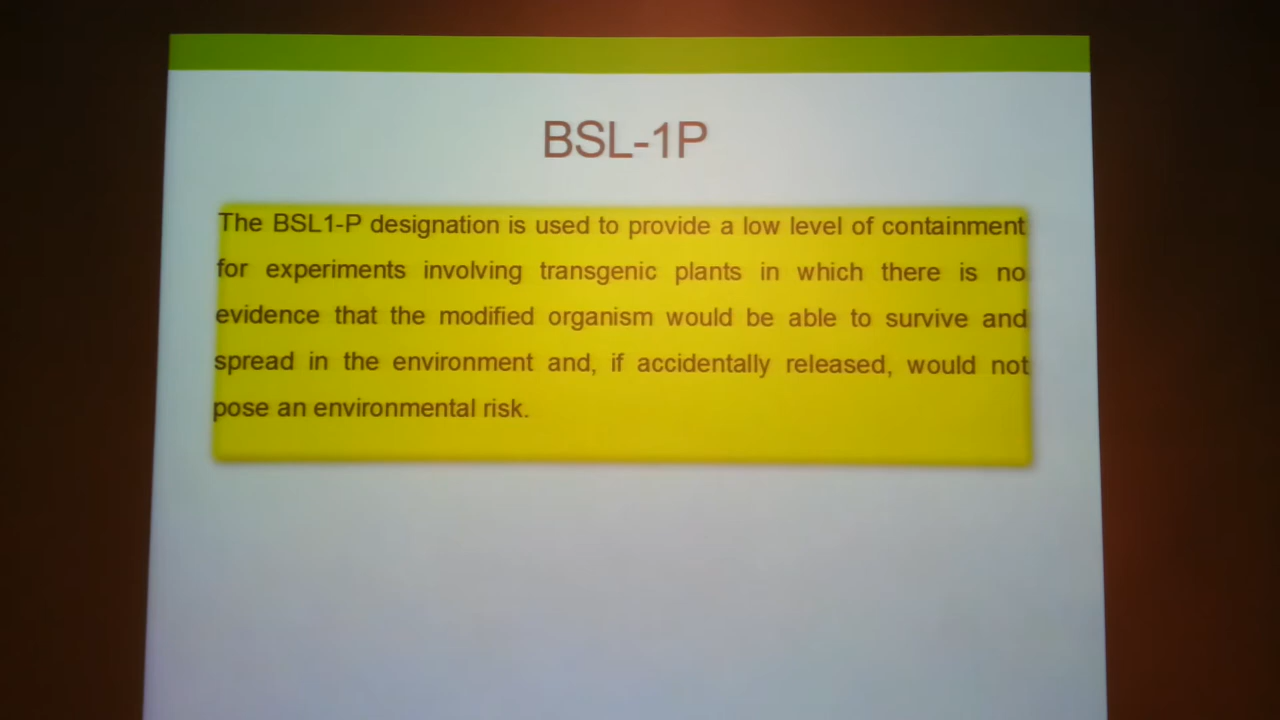 BSL-1P
The BSL1-P designation is used to provide a low level of containment
for experiments involving transgenic plants in which there is no
evidence that the modified organism would be able to survive and
spread in the environment and, if accidentally released, would not
pose an environmental risk.